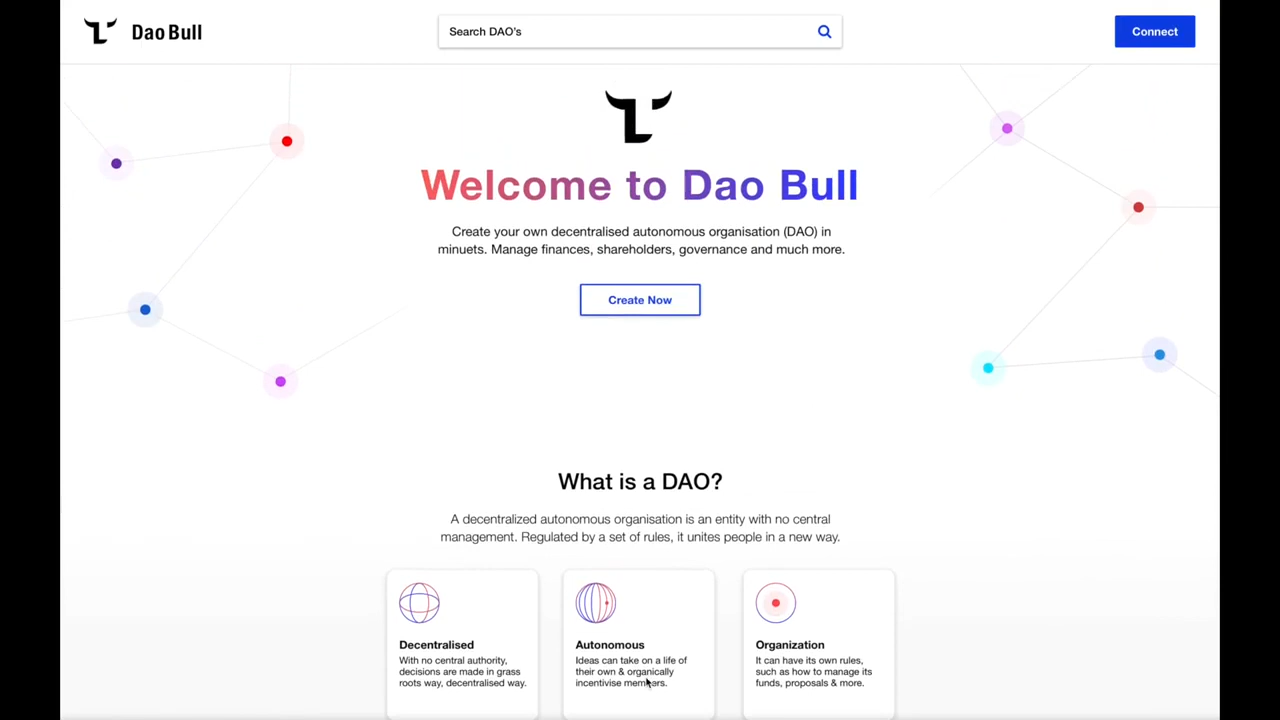 Dao Bull
Search DAO's
Connect
Welcome to Dao Bull
Create your own decentralised autonomous organisation (DAO) in
minuets. Manage finances, shareholders, governance and much more.
Create Now
What is a DAO?
A decentralized autonomous organisation is an entity with no central
management. Regulated by a set of rules, it unites people in a new way.
Decentralised
With no central authority,
decisions are made in grass
roots way, decentralised way.
Autonomous
Ideas can take on a life of
their own & organically
incentivise members.
Organization
It can have its own rules,
such as how to manage its
funds, proposals & more.